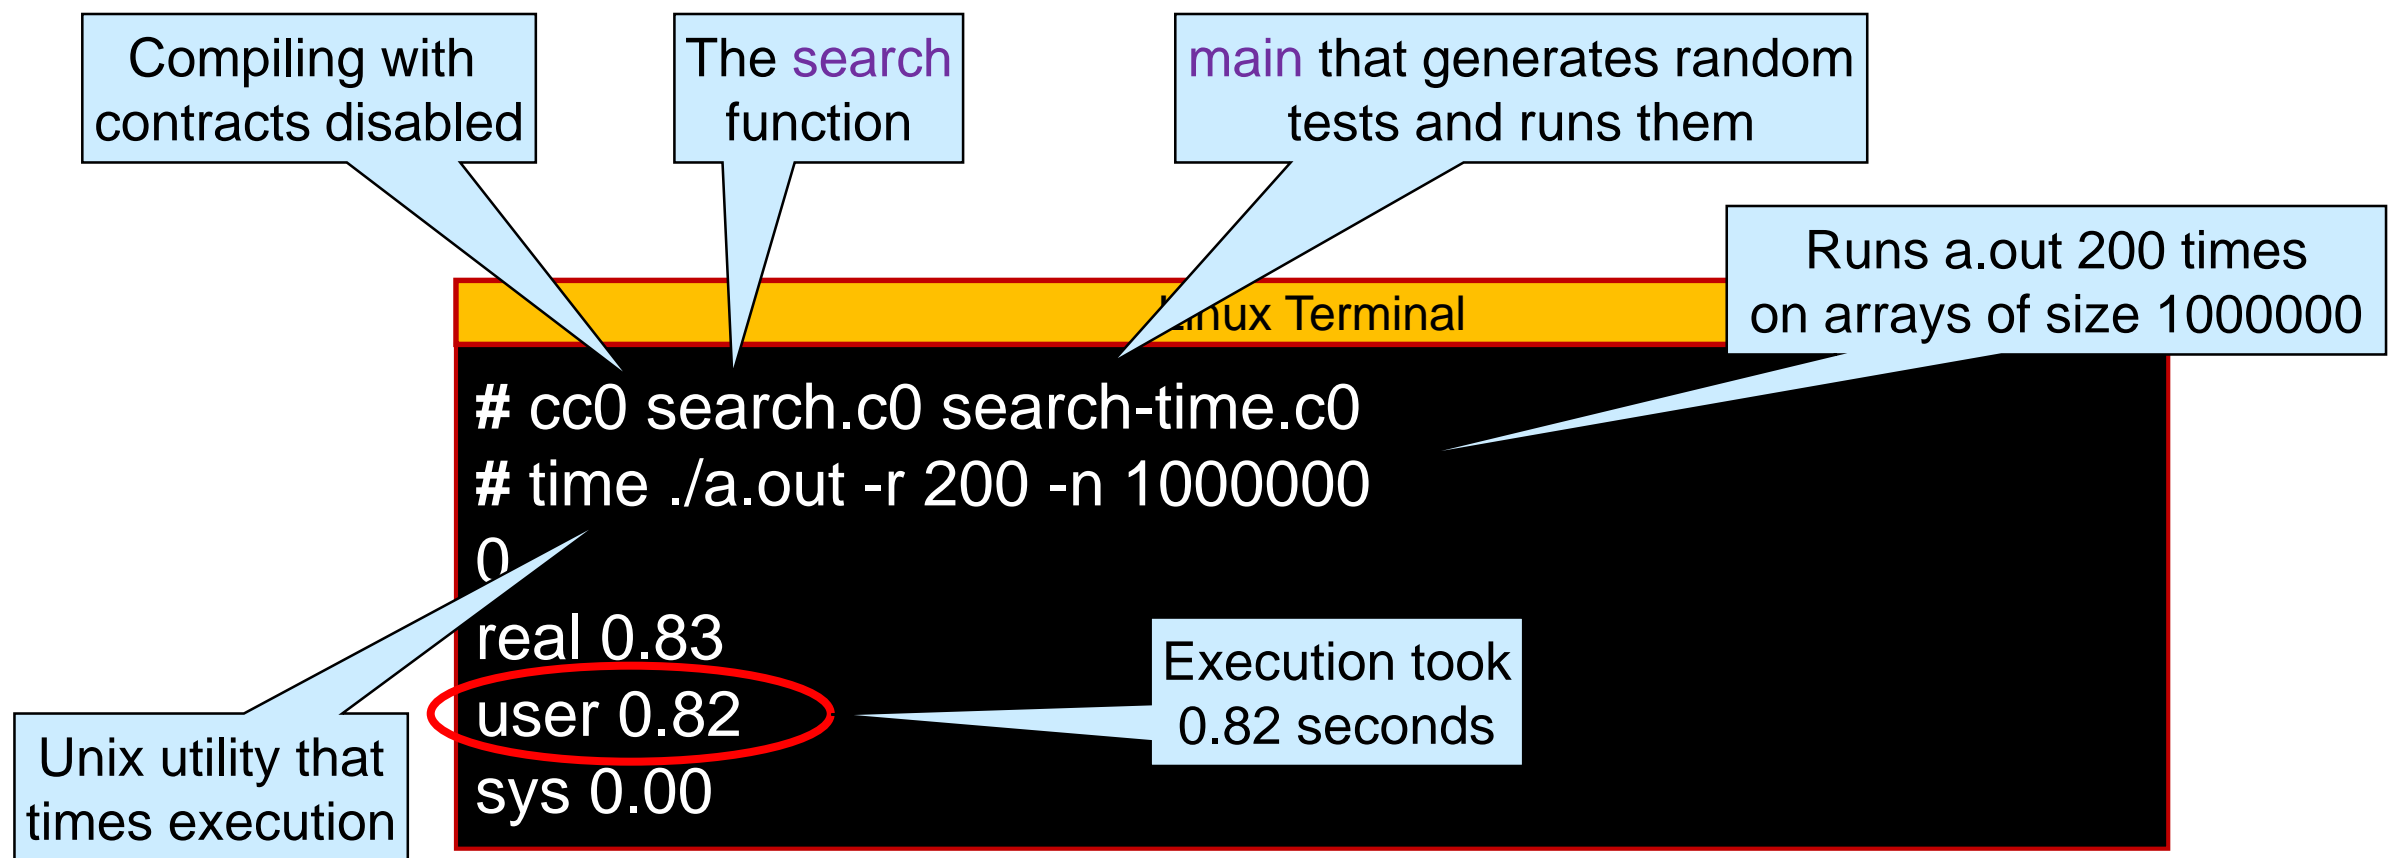 Compiling with
contracts disabled
The search
function
main that generates random
tests and runs them
Runs a.out 200 times
on arrays of size 1000000
Linux Terminal
# cc0 search.c0 search-time.c0
# time ./a.out -r 200 -n 1000000
0
real 0.83
user 0.82
sys 0.00
Execution took
0.82 seconds
Unix utility that
times execution